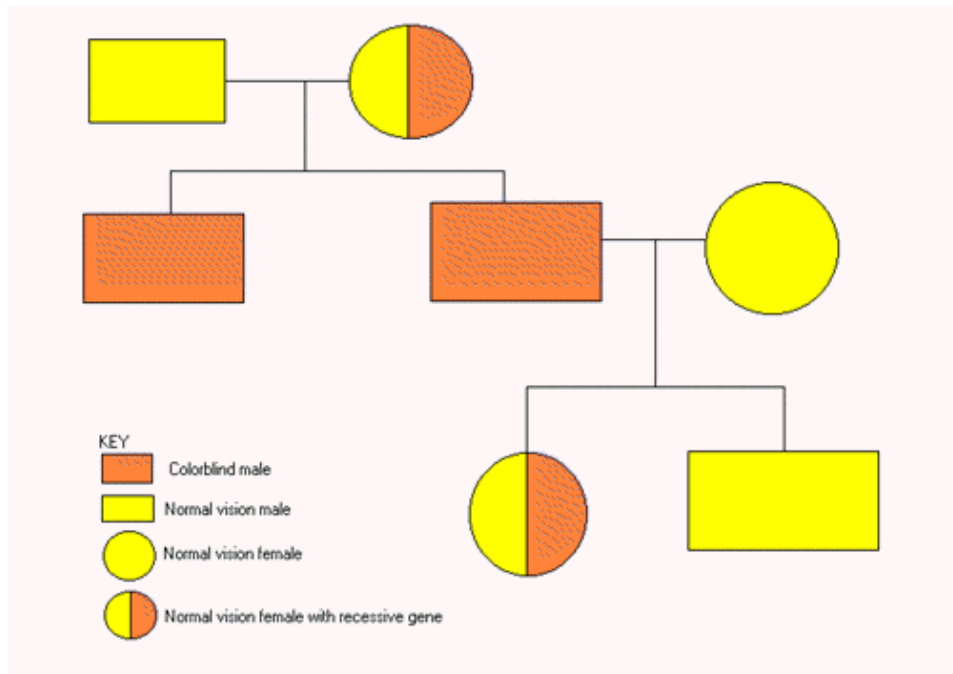 KEY
Colorblind male
Normal vision male
Normal vision female
Normal vision female with recessive gene